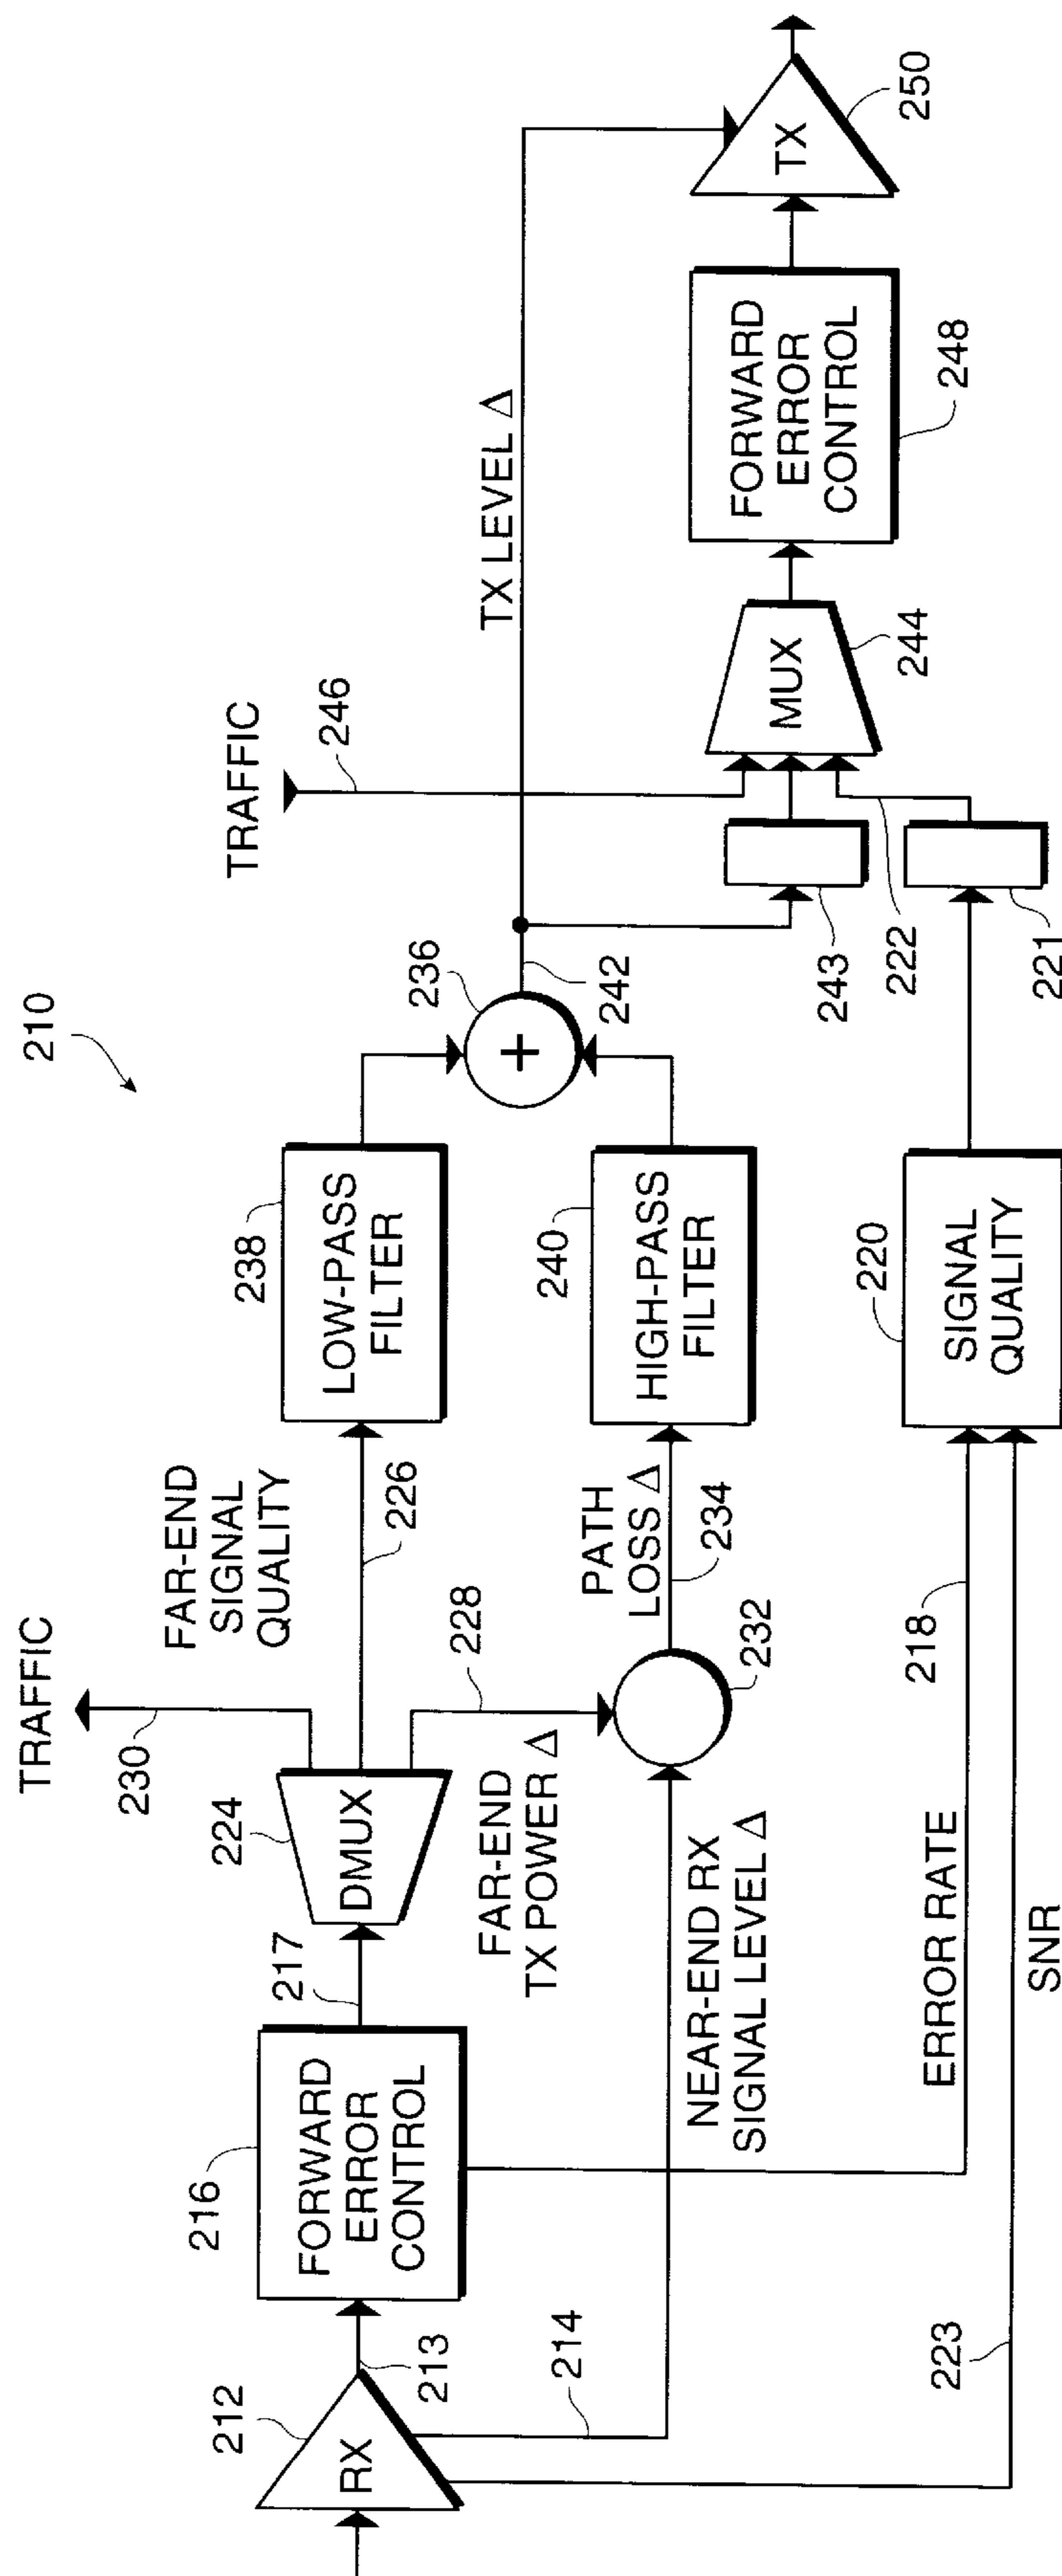 210
TRAFFIC
230
TRAFFIC
246
212
RX
213
214
216
FORWARD
ERROR
CONTROL
217
224
DMUX
FAR-END
SIGNAL
QUALITY
226
228
FAR-END
TX POWER Δ
NEAR-END RX
SIGNAL LEVEL Δ
232
PATH
LOSS Δ
234
238
LOW-PASS
FILTER
240
HIGH-PASS
FILTER
236
+
242
TX LEVEL Δ
ERROR RATE
218
SNR
223
220
SIGNAL
QUALITY
221
222
243
MUX
244
FORWARD
ERROR
CONTROL
248
TX
250